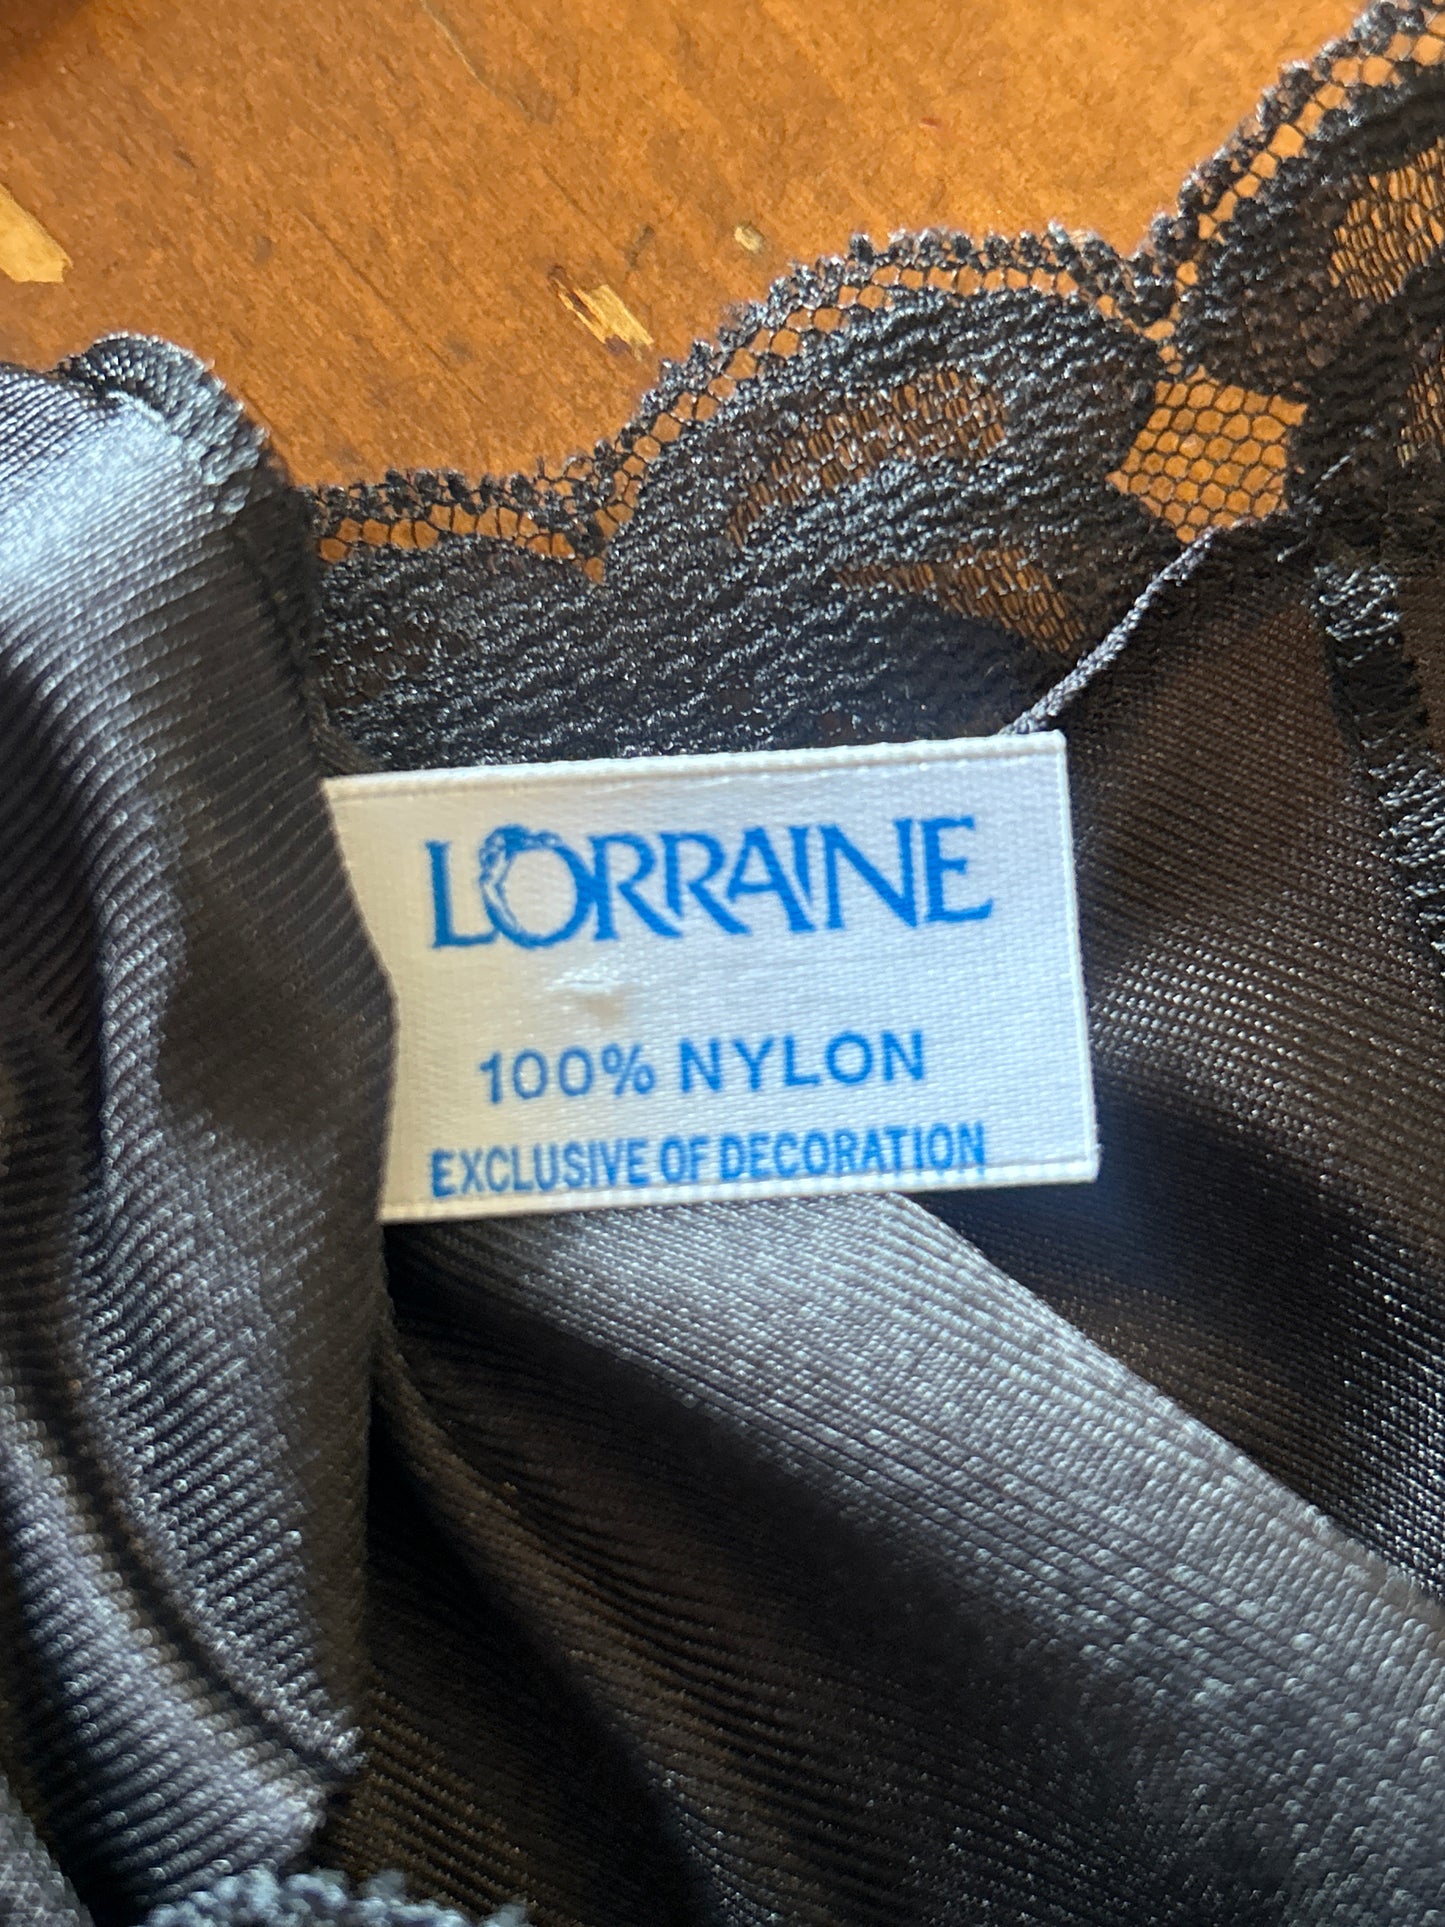 LORRAINE
100% NYLON
EXCLUSIVE OF DECORATION